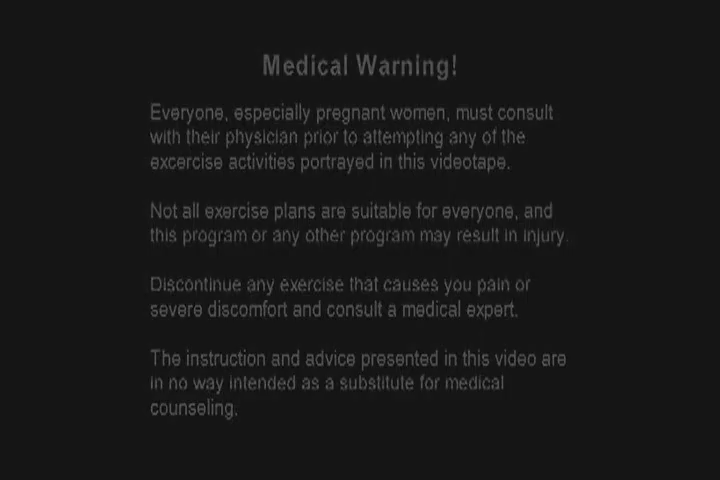 Medical Warning!
Everyone, especially pregnant women, must consult
with their physician prior to attempting any of the
excercise activities portrayed in this videotape.
Not all exercise plans are suitable for everyone, and
this program or any other program may result in injury.
Discontinue any exercise that causes you pain or
severe discomfort and consult a medical expert.
The instruction and advice presented in this video are
in no way intended as a substitute for medical
counseling.